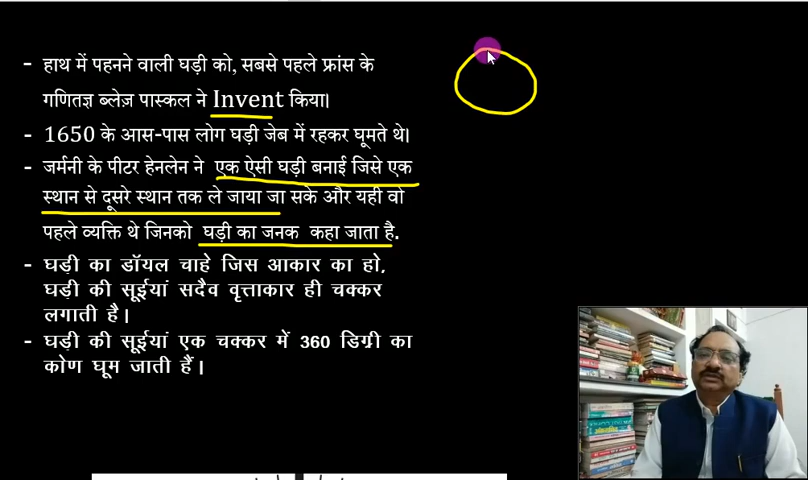 - हाथ में पहनने वाली घड़ी को, सबसे पहले फ्रांस के
गणितज्ञ ब्लेज़ पास्कल ने Invent किया।
- 1650 के आस-पास लोग घड़ी जेब में रहकर घूमते थे।
- जर्मनी के पीटर हेनलेन ने एक ऐसी घड़ी बनाई जिसे एक
स्थान से दूसरे स्थान तक ले जाया जा सके और यही वो
पहले व्यक्ति थे जिनको घड़ी का जनक कहा जाता है.
- घड़ी का डॉयल चाहे जिस आकार का हो,
घड़ी की सूईयां सदैव वृत्ताकार ही चक्कर
लगाती है।
- घड़ी की सूईयां एक चक्कर में 360 डिग्री का
कोण घूम जाती हैं।